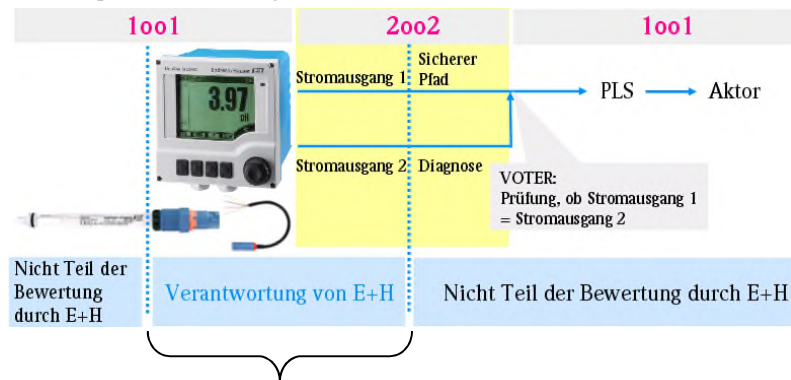 1oo1
2oo2
1oo1
3.97
pH
Stromausgang 1
Sicherer
Pfad
PLS
Aktor
Stromausgang 2
Diagnose
VOTER:
Prüfung, ob Stromausgang 1
= Stromausgang 2
Nicht Teil der
Bewertung
durch E+H
Verantwortung von E+H
Nicht Teil der Bewertung durch E+H